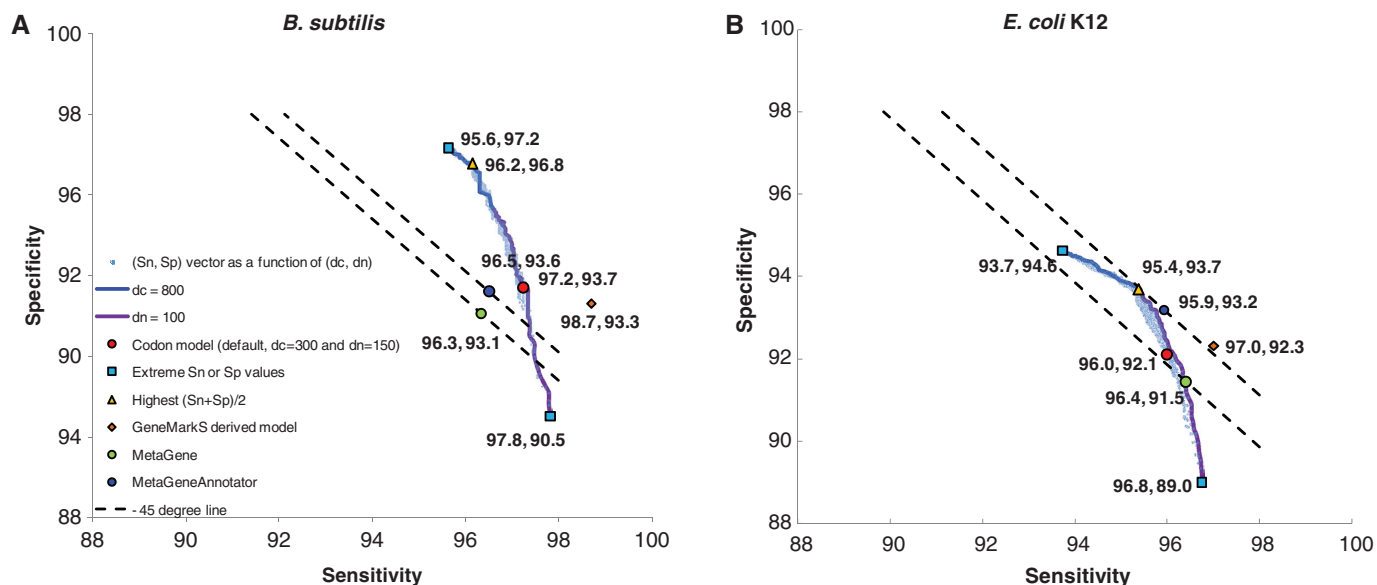 A
B. subtilis
100
98
96
94
92
90
94
88
Specificity
95.6, 97.2
96.2, 96.8
96.5, 93.6
97.2, 93.7
98.7, 93.3
96.3, 93.1
97.8, 90.5
(Sn, Sp) vector as a function of (dc, dn)
dc = 800
dn = 100
Codon model (default, dc=300 and dn=150)
Extreme Sn or Sp values
Highest (Sn+Sp)/2
GeneMarkS derived model
MetaGene
MetaGeneAnnotator
- 45 degree line
88 90 92 94 96 98 100
Sensitivity
B
E. coli K12
100
98
96
94
92
90
88
Specificity
93.7, 94.6
95.4, 93.7
95.9, 93.2
97.0, 92.3
96.0, 92.1
96.4, 91.5
96.8, 89.0
88 90 92 94 96 98 100
Sensitivity